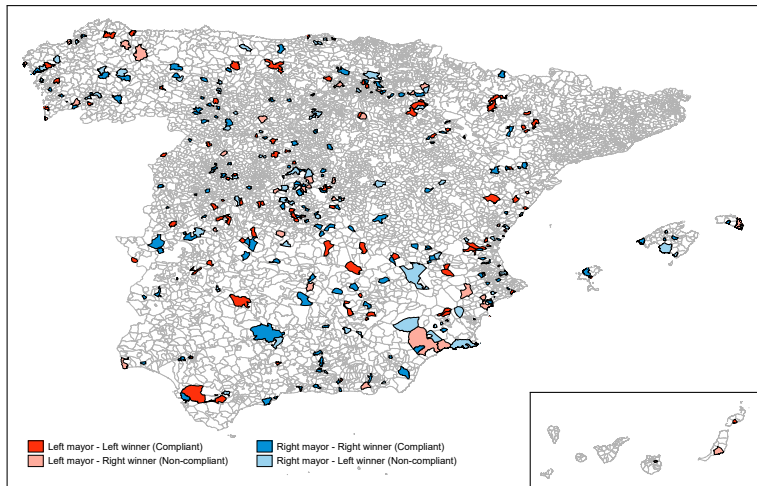 Left mayor - Left winner (Compliant)
Left mayor - Right winner (Non-compliant)
Right mayor - Right winner (Compliant)
Right mayor - Left winner (Non-compliant)